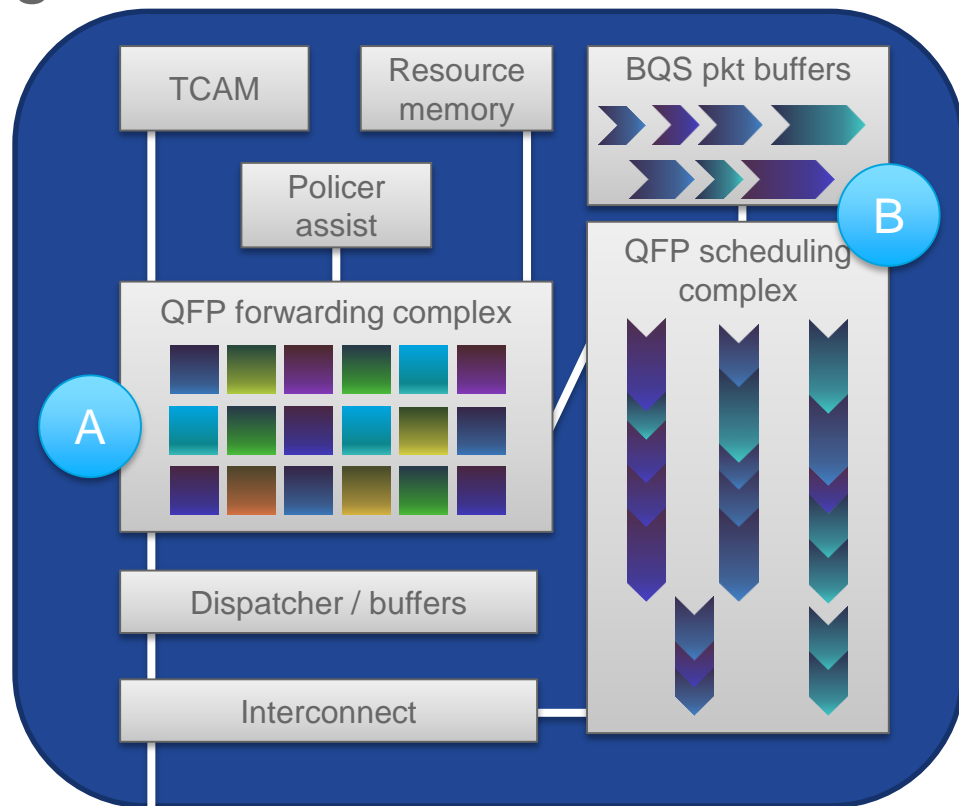 TCAM
Resource
memory
BQS pkt buffers
Policer
assist
B
QFP scheduling
complex
QFP forwarding complex
A
Dispatcher / buffers
Interconnect